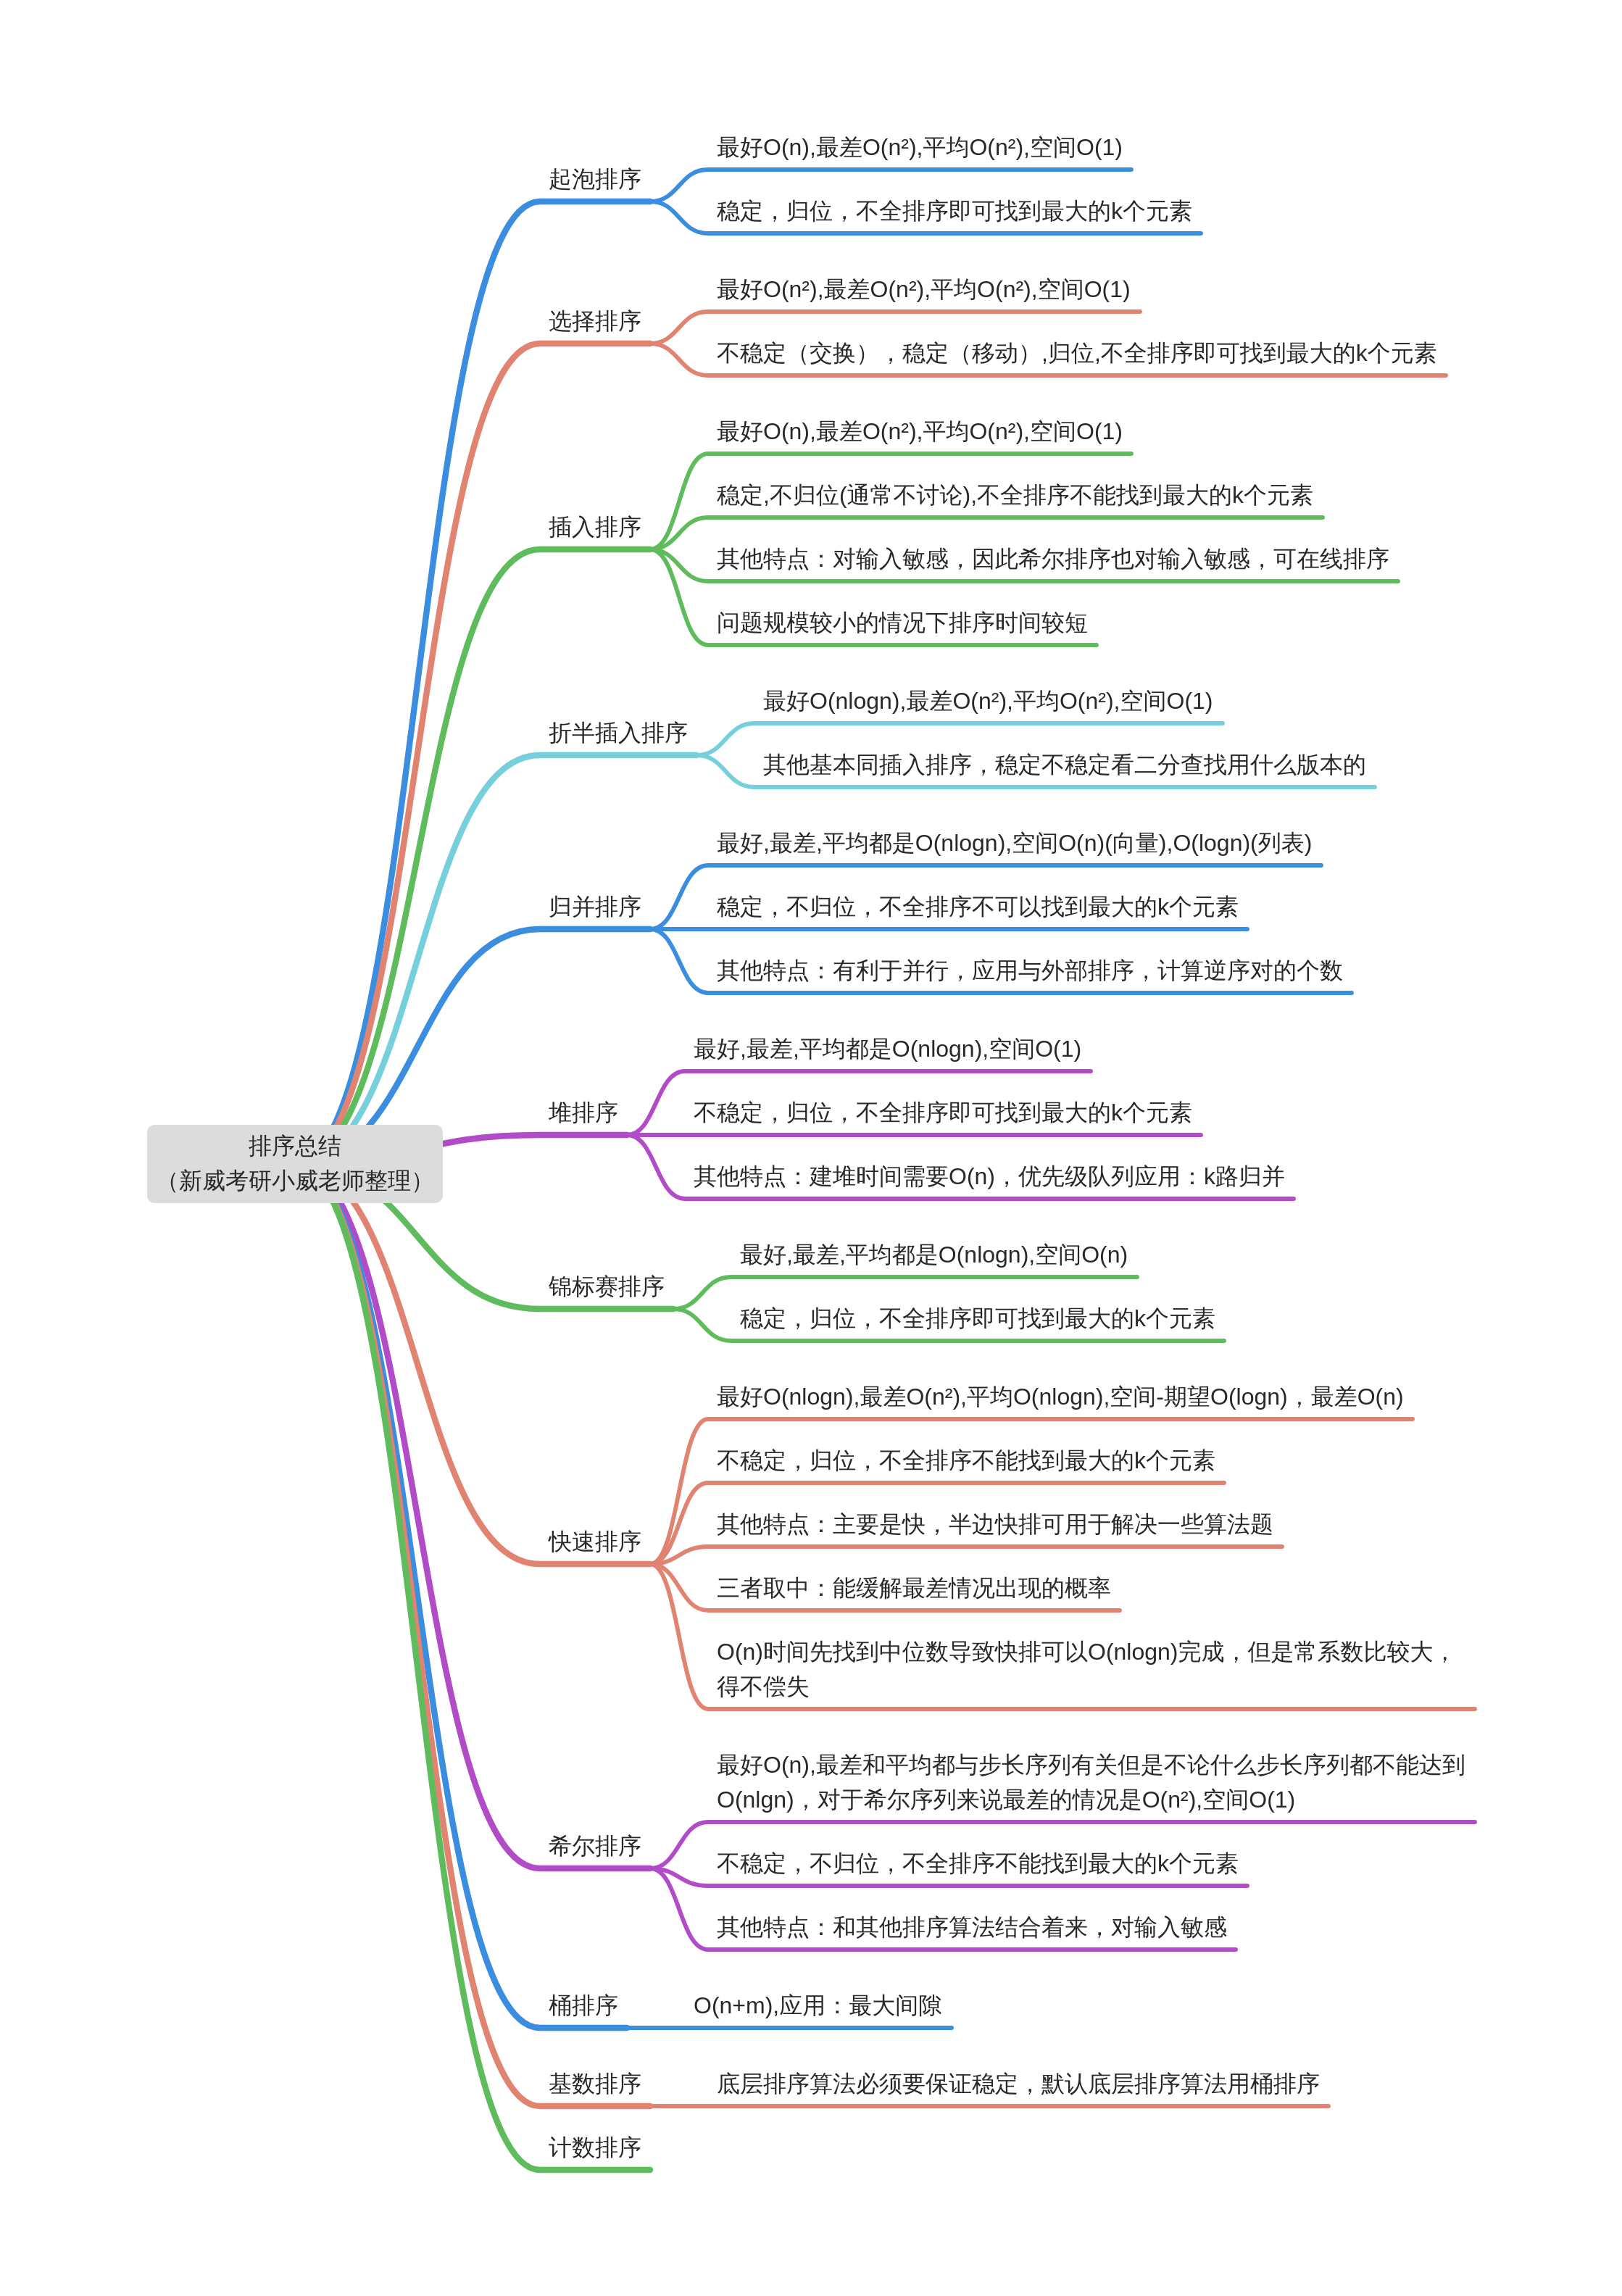 排序总结
（新威考研小威老师整理）
起泡排序
最好O(n),最差O(n²),平均O(n²),空间O(1)
稳定，归位，不全排序即可找到最大的k个元素
选择排序
最好O(n²),最差O(n²),平均O(n²),空间O(1)
不稳定（交换），稳定（移动）,归位,不全排序即可找到最大的k个元素
插入排序
最好O(n),最差O(n²),平均O(n²),空间O(1)
稳定,不归位(通常不讨论),不全排序不能找到最大的k个元素
其他特点：对输入敏感，因此希尔排序也对输入敏感，可在线排序
问题规模较小的情况下排序时间较短
折半插入排序
最好O(nlogn),最差O(n²),平均O(n²),空间O(1)
其他基本同插入排序，稳定不稳定看二分查找用什么版本的
归并排序
最好,最差,平均都是O(nlogn),空间O(n)(向量),O(logn)(列表)
稳定，不归位，不全排序不可以找到最大的k个元素
其他特点：有利于并行，应用与外部排序，计算逆序对的个数
堆排序
最好,最差,平均都是O(nlogn),空间O(1)
不稳定，归位，不全排序即可找到最大的k个元素
其他特点：建堆时间需要O(n)，优先级队列应用：k路归并
锦标赛排序
最好,最差,平均都是O(nlogn),空间O(n)
稳定，归位，不全排序即可找到最大的k个元素
快速排序
最好O(nlogn),最差O(n²),平均O(nlogn),空间-期望O(logn)，最差O(n)
不稳定，归位，不全排序不能找到最大的k个元素
其他特点：主要是快，半边快排可用于解决一些算法题
三者取中：能缓解最差情况出现的概率
O(n)时间先找到中位数导致快排可以O(nlogn)完成，但是常系数比较大，
得不偿失
希尔排序
最好O(n),最差和平均都与步长序列有关但是不论什么步长序列都不能达到
O(nlgn)，对于希尔序列来说最差的情况是O(n²),空间O(1)
不稳定，不归位，不全排序不能找到最大的k个元素
其他特点：和其他排序算法结合着来，对输入敏感
桶排序
O(n+m),应用：最大间隙
基数排序
底层排序算法必须要保证稳定，默认底层排序算法用桶排序
计数排序